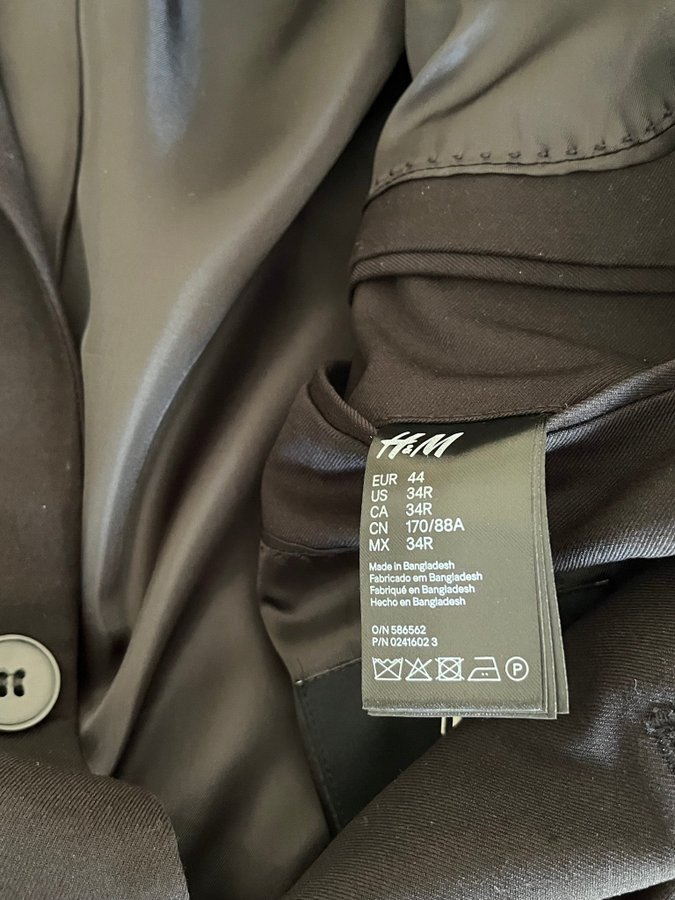 H&M
EUR 44
US 34R
CA 34R
CN 170/88A
MX 34R
Made in Bangladesh
Fabricado em Bangladesh
Fabriqué en Bangladesh
Hecho en Bangladesh
O/N 586562
P/N 0241602 3
P